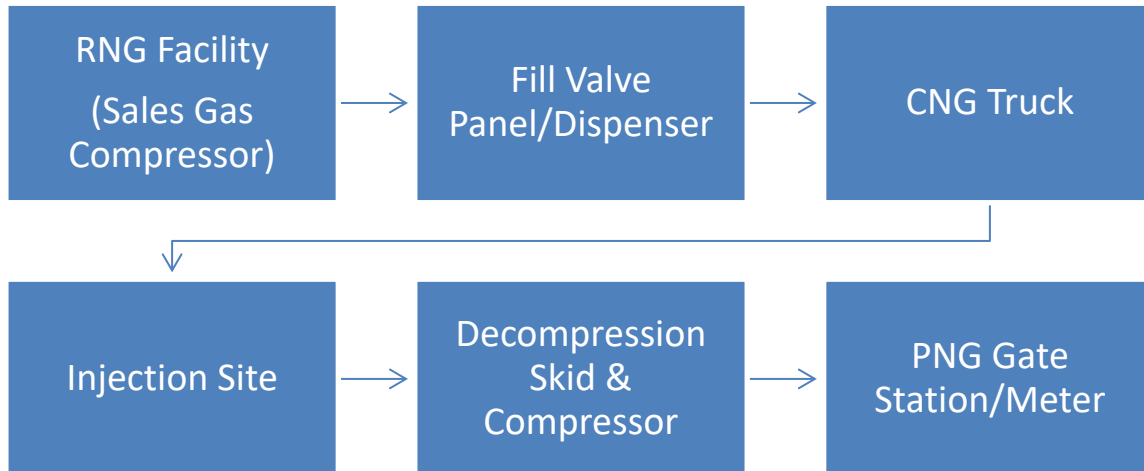 RNG Facility
(Sales Gas
Compressor)
Fill Valve
Panel/Dispenser
CNG Truck
Injection Site
Decompression
Skid &
Compressor
PNG Gate
Station/Meter